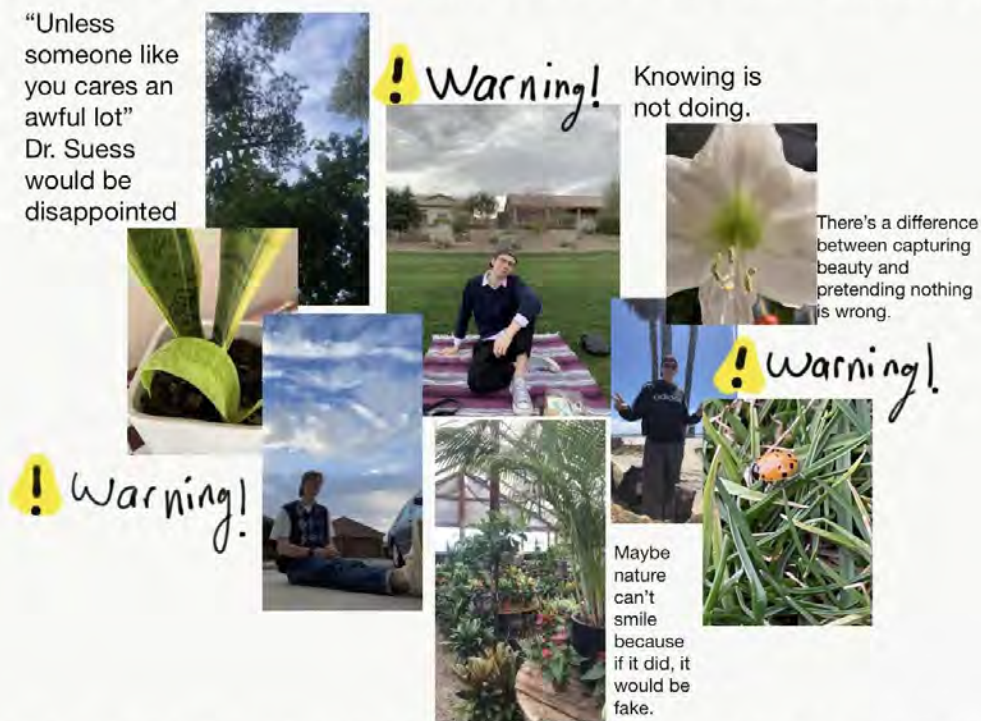 “Unless
someone like
you cares an
awful lot”
Dr. Suess
would be
disappointed
Warning!
Knowing is
not doing.
There’s a difference
between capturing
beauty and
pretending nothing
is wrong.
Warning!
Warning!
adidas
Maybe
nature
can’t
smile
because
if it did, it
would be
fake.